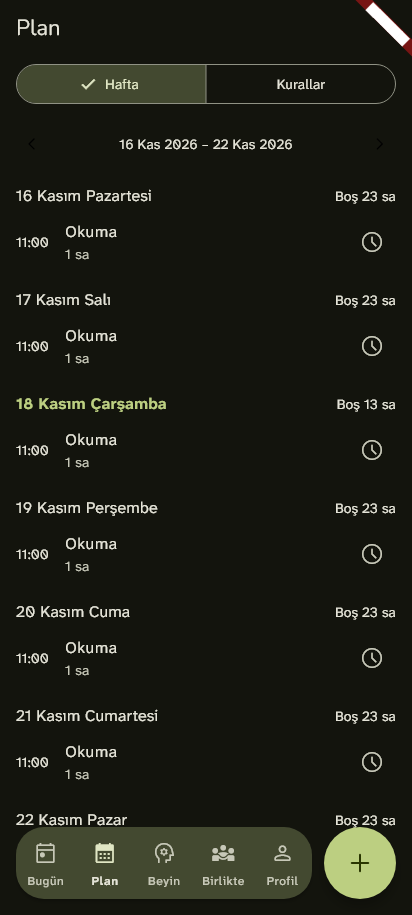 Plan
Hafta
Kurallar
16 Kas 2026 – 22 Kas 2026
16 Kasım Pazartesi Boş 23 sa
11:00 Okuma
1 sa
17 Kasım Salı Boş 23 sa
11:00 Okuma
1 sa
18 Kasım Çarşamba Boş 13 sa
11:00 Okuma
1 sa
19 Kasım Perşembe Boş 23 sa
11:00 Okuma
1 sa
20 Kasım Cuma Boş 23 sa
11:00 Okuma
1 sa
21 Kasım Cumartesi Boş 23 sa
11:00 Okuma
1 sa
22 Kasım Pazar Boş 23 sa
Bugün Plan Beyin Birlikte Profil